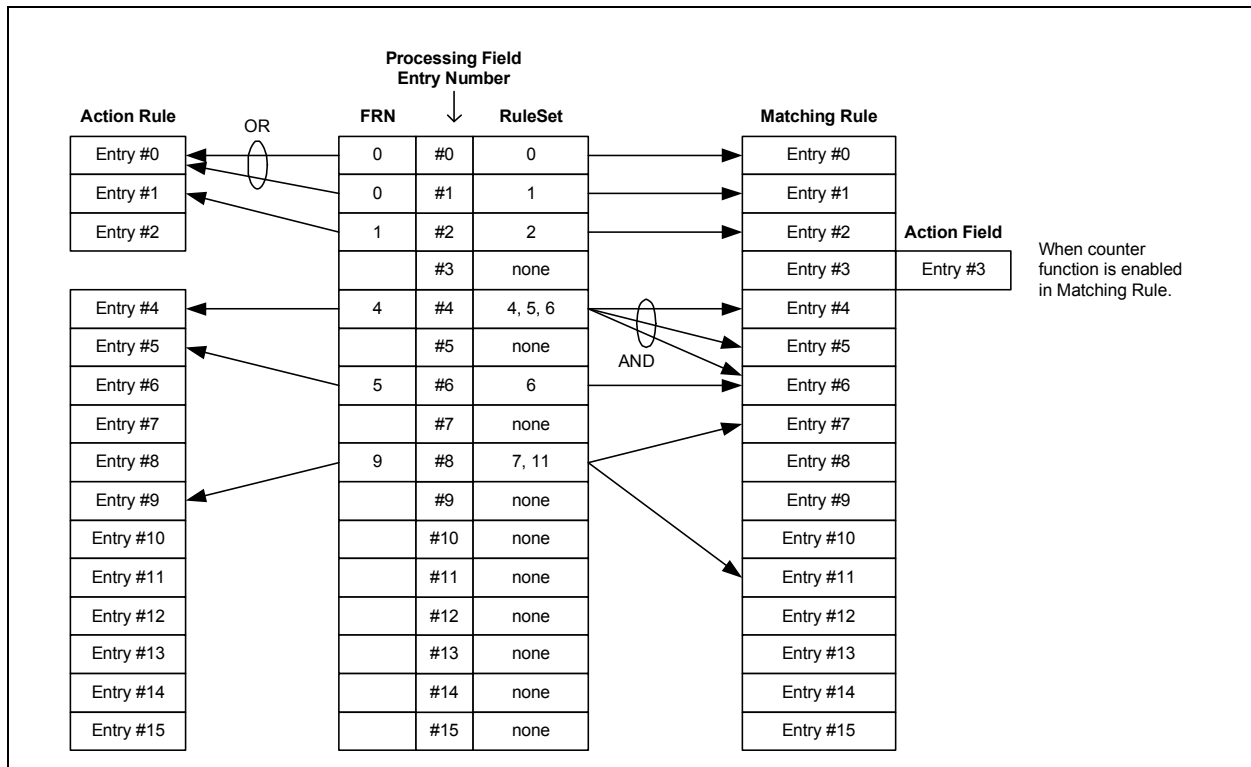 Processing Field
Entry Number
Action Rule
OR
FRN
RuleSet
Matching Rule
Entry #0
0
#0
0
Entry #0
Entry #1
0
#1
1
Entry #1
Entry #2
1
#2
2
Entry #2
Action Field
#3
none
Entry #3
Entry #3
When counter
function is enabled
in Matching Rule.
Entry #4
4
#4
4, 5, 6
Entry #4
Entry #5
#5
none
AND
Entry #5
Entry #6
5
#6
6
Entry #6
Entry #7
#7
none
Entry #7
Entry #8
9
#8
7, 11
Entry #8
Entry #9
#9
none
Entry #9
Entry #10
#10
none
Entry #10
Entry #11
#11
none
Entry #11
Entry #12
#12
none
Entry #12
Entry #13
#13
none
Entry #13
Entry #14
#14
none
Entry #14
Entry #15
#15
none
Entry #15